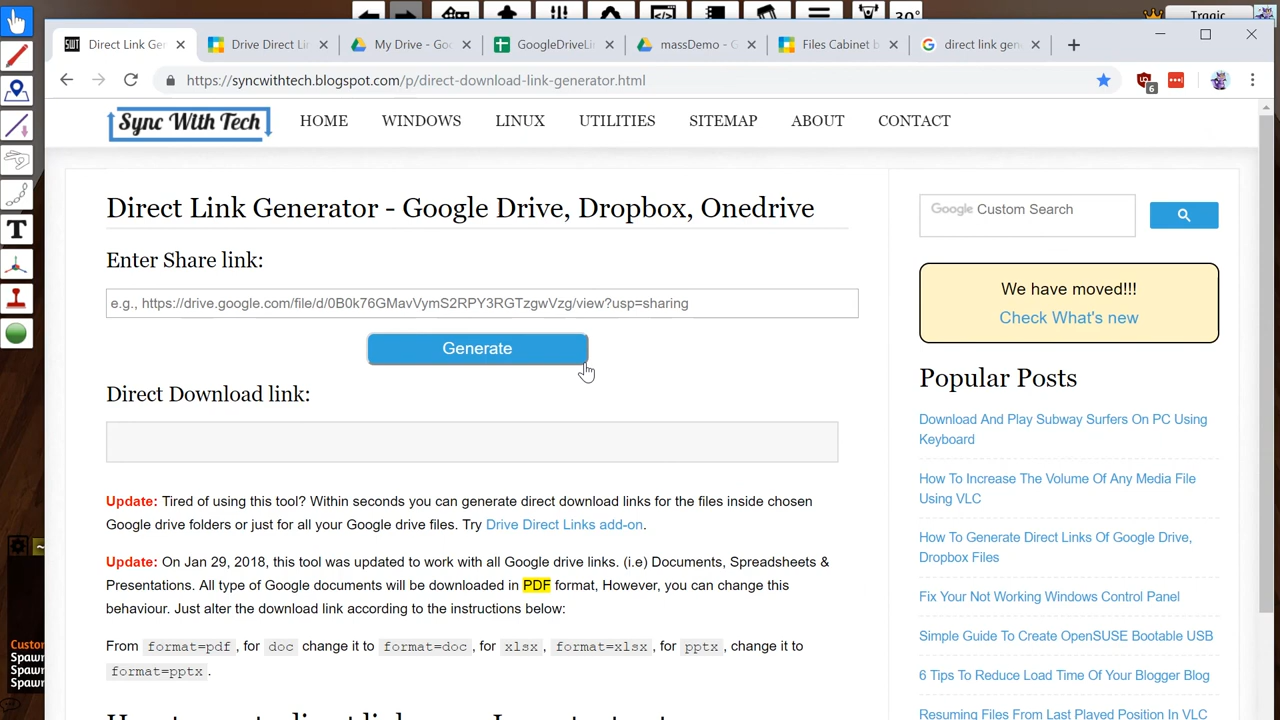 30°
Tragic
Direct Link Ge
Drive Direct Li
My Drive - Go
GoogleDriveLi
massDemo - G
Files Cabinet b
direct link gen
https://syncwithtech.blogspot.com/p/direct-download-link-generator.html
6
Sync With Tech
HOME
WINDOWS
LINUX
UTILITIES
SITEMAP
ABOUT
CONTACT
Direct Link Generator - Google Drive, Dropbox, Onedrive
Enter Share link:
e.g., https://drive.google.com/file/d/0B0k76GMavVymS2RPY3RGTzgwVzg/view?usp=sharing
Generate
Direct Download link:
Update: Tired of using this tool? Within seconds you can generate direct download links for the files inside chosen
Google drive folders or just for all your Google drive files. Try Drive Direct Links add-on.
Update: On Jan 29, 2018, this tool was updated to work with all Google drive links. (i.e) Documents, Spreadsheets &
Presentations. All type of Google documents will be downloaded in PDF format, However, you can change this
behaviour. Just alter the download link according to the instructions below:
From format=pdf , for doc change it to format=doc , for xlsx , format=xlsx , for pptx , change it to
format=pptx .
Google Custom Search
We have moved!!!
Check What's new
Popular Posts
Download And Play Subway Surfers On PC Using
Keyboard
How To Increase The Volume Of Any Media File
Using VLC
How To Generate Direct Links Of Google Drive,
Dropbox Files
Fix Your Not Working Windows Control Panel
Simple Guide To Create OpenSUSE Bootable USB
6 Tips To Reduce Load Time Of Your Blogger Blog
Resuming Files From Last Played Position In VLC
T
Custo
Spaw
Spaw
Spaw